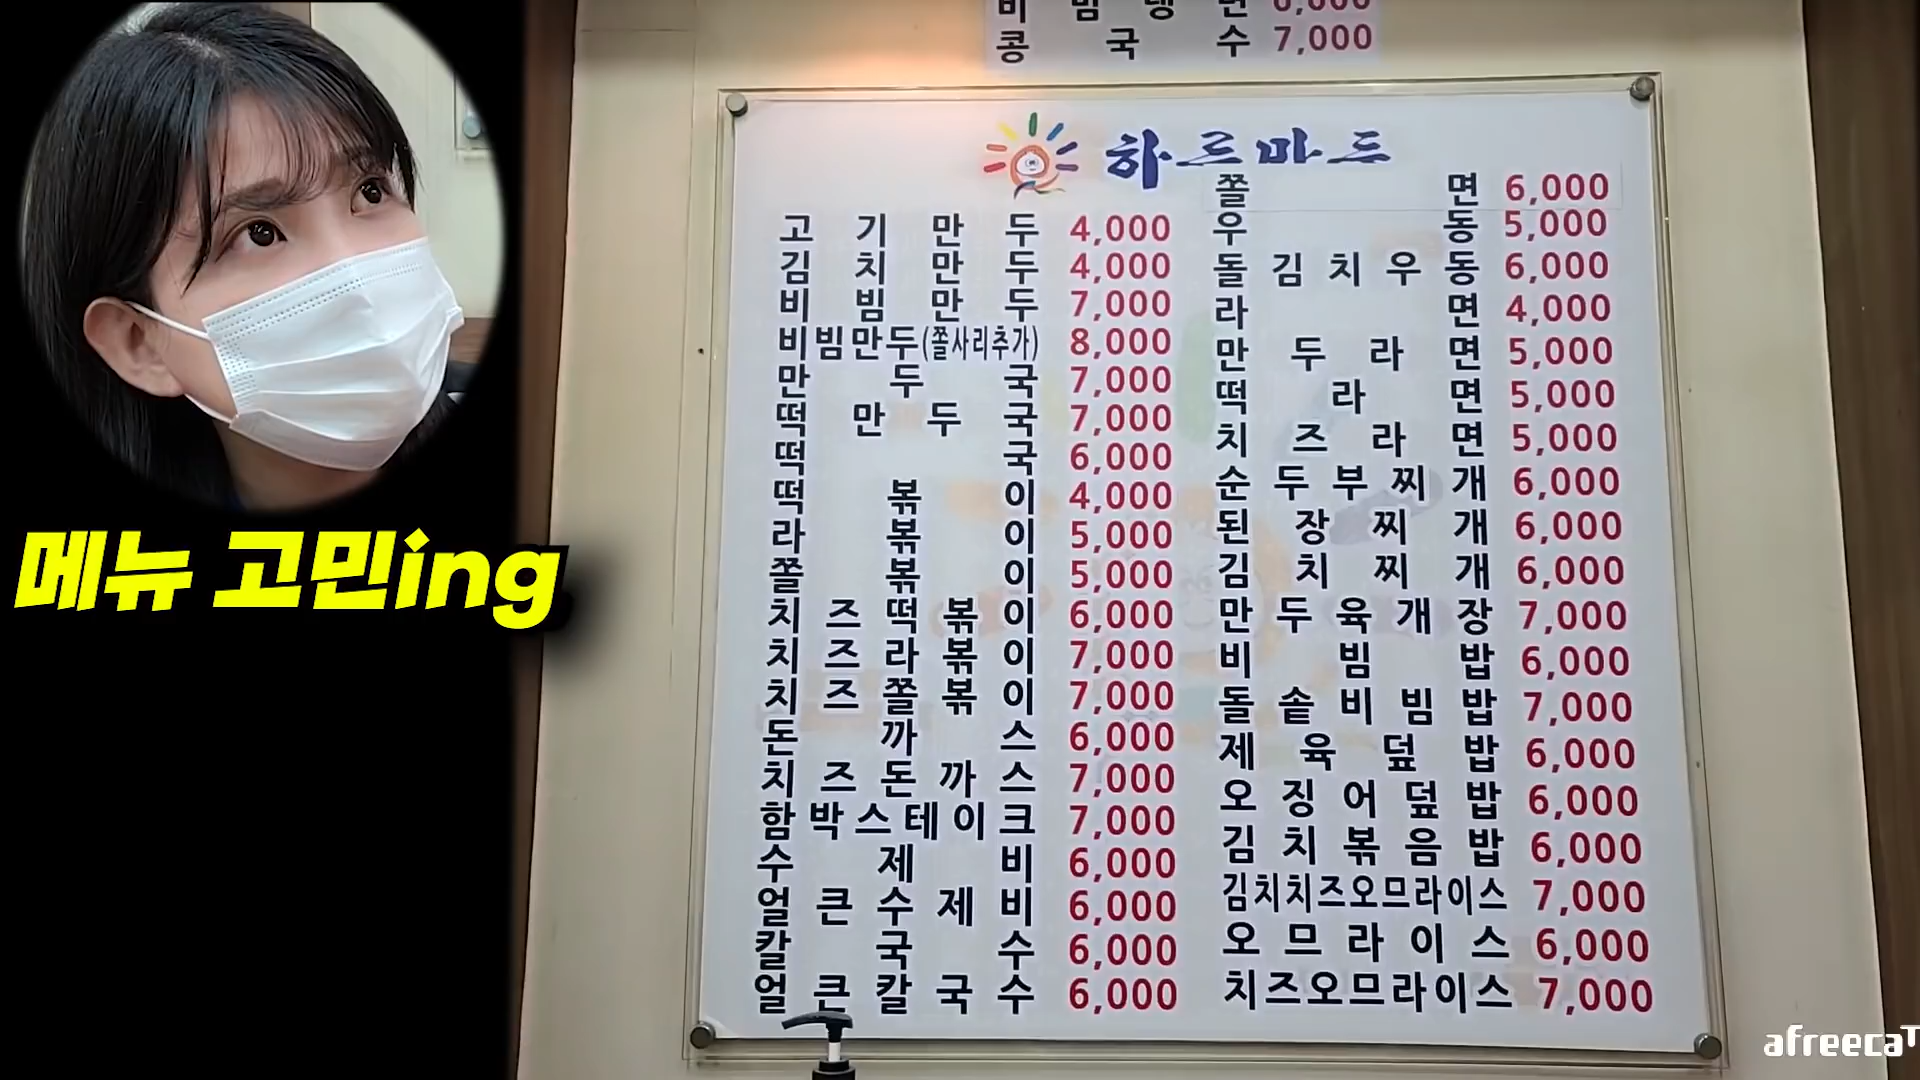 비빔냉면 6,000
콩국수 7,000
하르마드
고기만두 4,000
김치만두 4,000
비빔만두 7,000
비빔만두(쫄사리추가) 8,000
만두국 7,000
떡만두국 7,000
떡국 6,000
떡볶이 4,000
라볶이 5,000
쫄볶이 5,000
치즈떡볶이 6,000
치즈라볶이 7,000
치즈쫄볶이 7,000
돈까스 6,000
치즈돈까스 7,000
함박스테이크 7,000
수제비 6,000
얼큰수제비 6,000
칼국수 6,000
얼큰칼국수 6,000
쫄면 6,000
우동 5,000
돌김치우동 6,000
라면 4,000
만두라면 5,000
떡라면 5,000
치즈라면 5,000
순두부찌개 6,000
된장찌개 6,000
김치찌개 6,000
만두육개장 7,000
비빔밥 6,000
돌솥비빔밥 7,000
제육덮밥 6,000
오징어덮밥 6,000
김치볶음밥 6,000
김치치즈오므라이스 7,000
오므라이스 6,000
치즈오므라이스 7,000
메뉴 고민ing
afreecaT